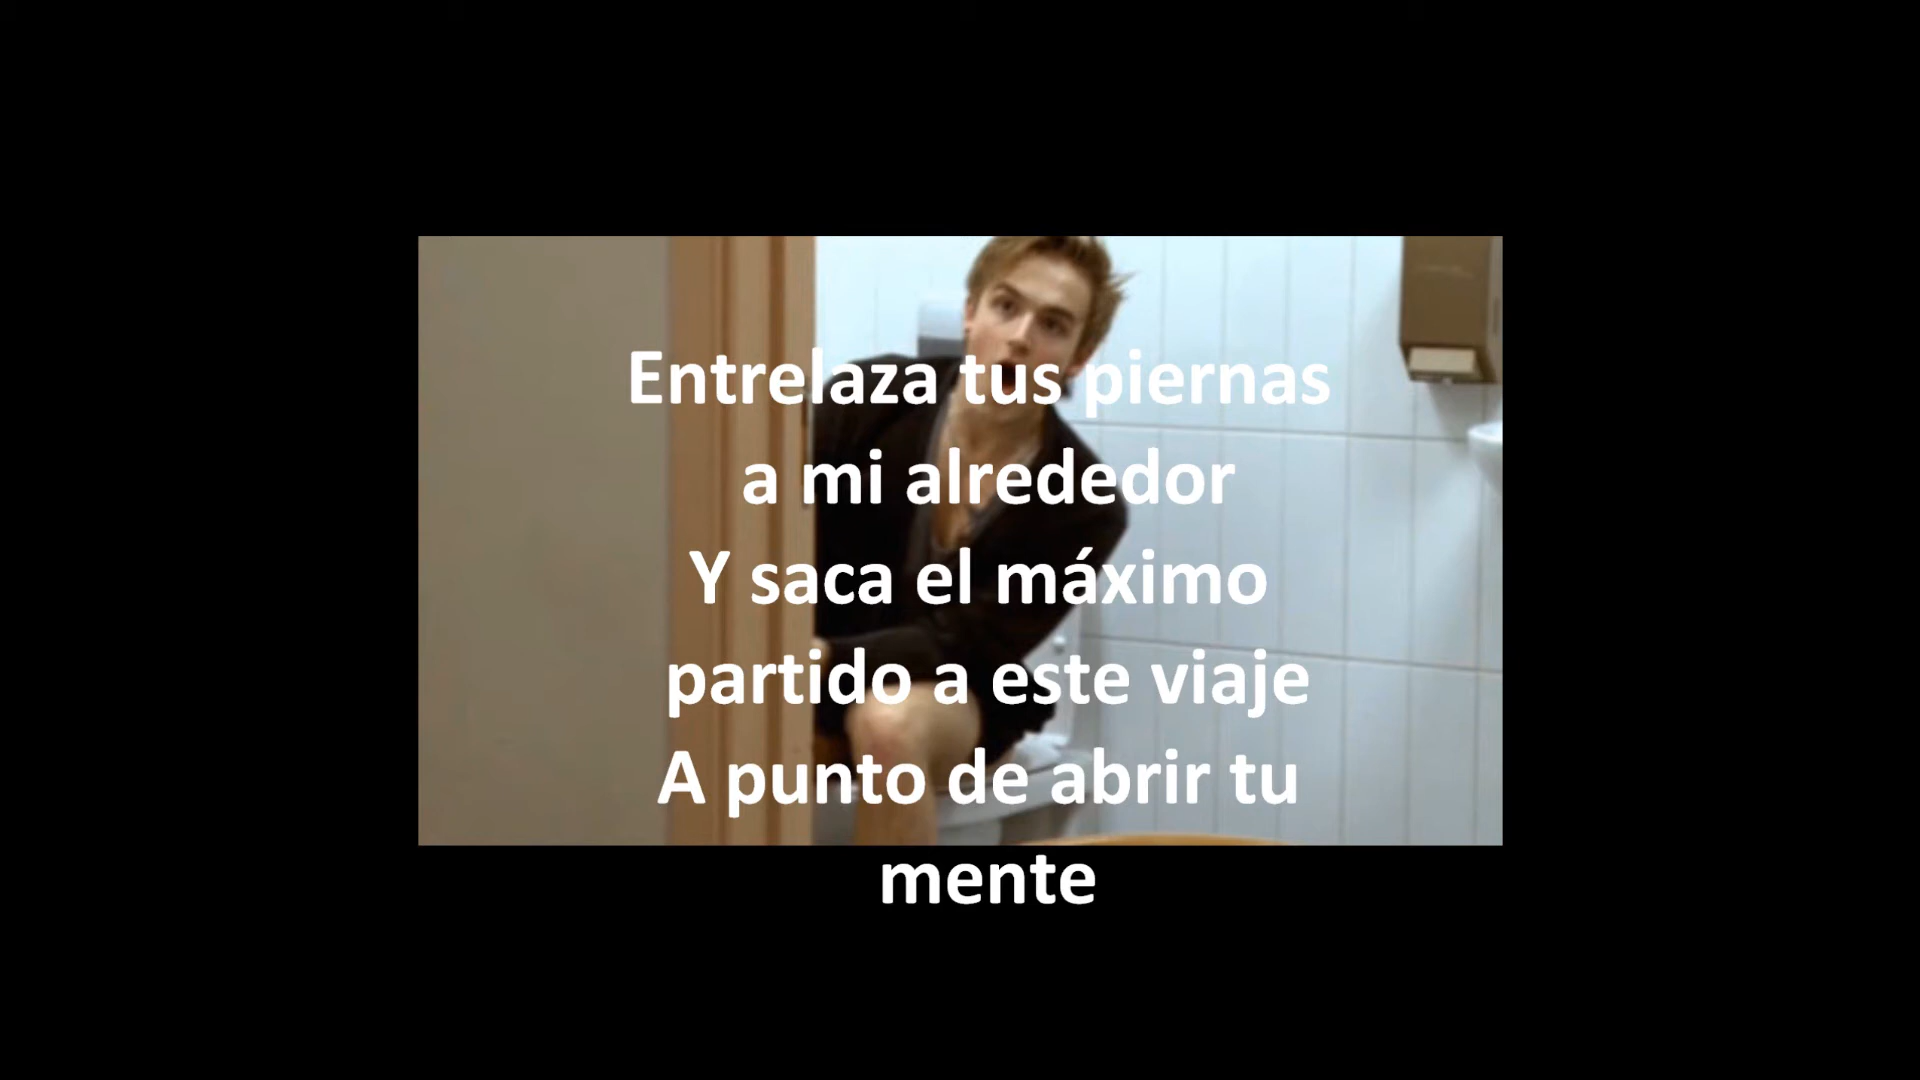 Entrelaza tus piernas
a mi alrededor
Y saca el máximo
partido a este viaje
A punto de abrir tu
mente